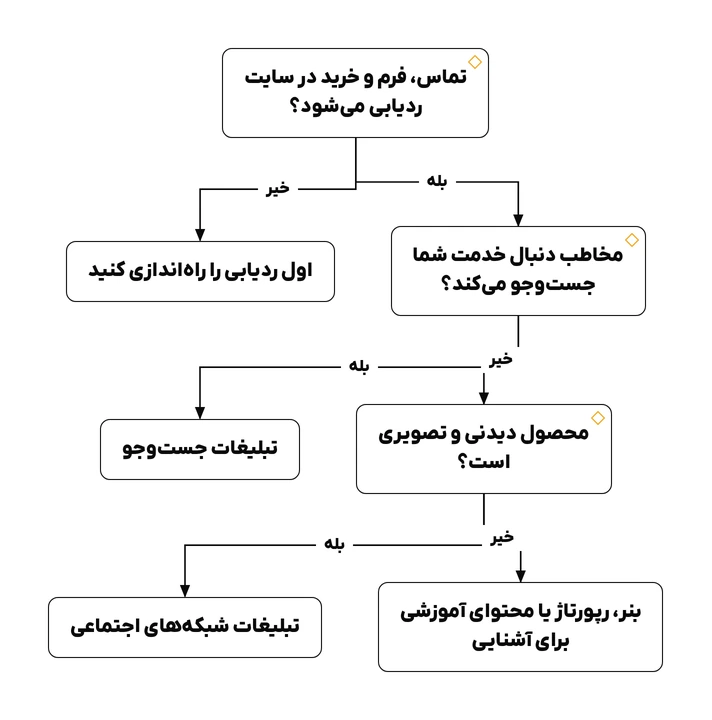 تماس، فرم و خرید در سایت
ردیابی می‌شود؟
بله
خیر
مخاطب دنبال خدمت شما
جست‌وجو می‌کند؟
اول ردیابی را راه‌اندازی کنید
خیر
بله
محصول دیدنی و تصویری
است؟
تبلیغات جست‌وجو
خیر
بله
بنر، رپورتاژ یا محتوای آموزشی
برای آشنایی
تبلیغات شبکه‌های اجتماعی